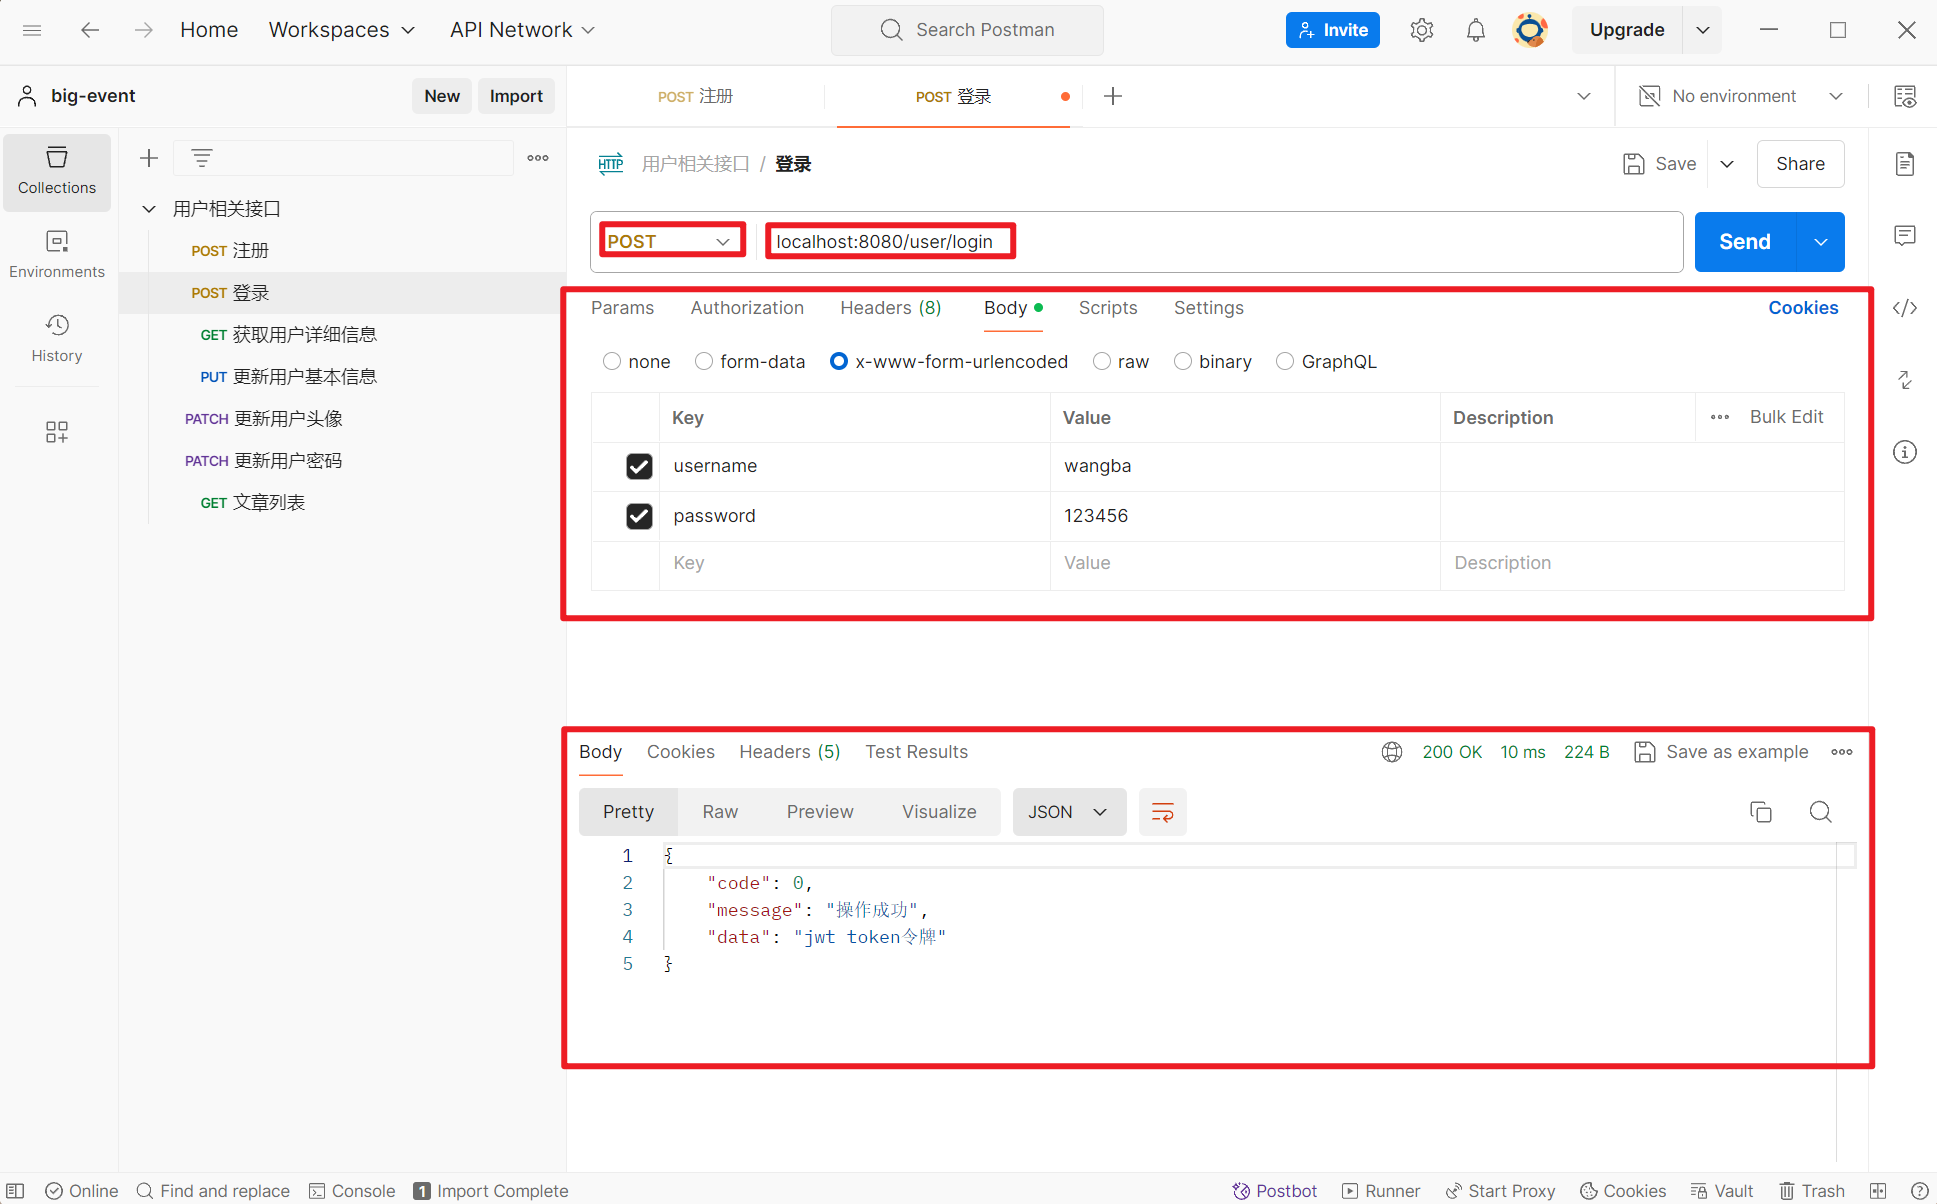 Home Workspaces API Network Search Postman Invite Upgrade
big-event New Import POST 注册 POST 登录 No environment
Collections
Environments
History
用户相关接口
POST 注册
POST 登录
GET 获取用户详细信息
PUT 更新用户基本信息
PATCH 更新用户头像
PATCH 更新用户密码
GET 文章列表
HTTP 用户相关接口 / 登录 Save Share
POST localhost:8080/user/login Send
Params Authorization Headers (8) Body Scripts Settings Cookies
none form-data x-www-form-urlencoded raw binary GraphQL
Key Value Description Bulk Edit
username wangba
password 123456
Key Value Description
Body Cookies Headers (5) Test Results 200 OK 10 ms 224 B Save as example
Pretty Raw Preview Visualize JSON
1 {
2 "code": 0,
3 "message": "操作成功",
4 "data": "jwt token令牌"
5 }
Online Find and replace Console 1 Import Complete Postbot Runner Start Proxy Cookies Vault Trash